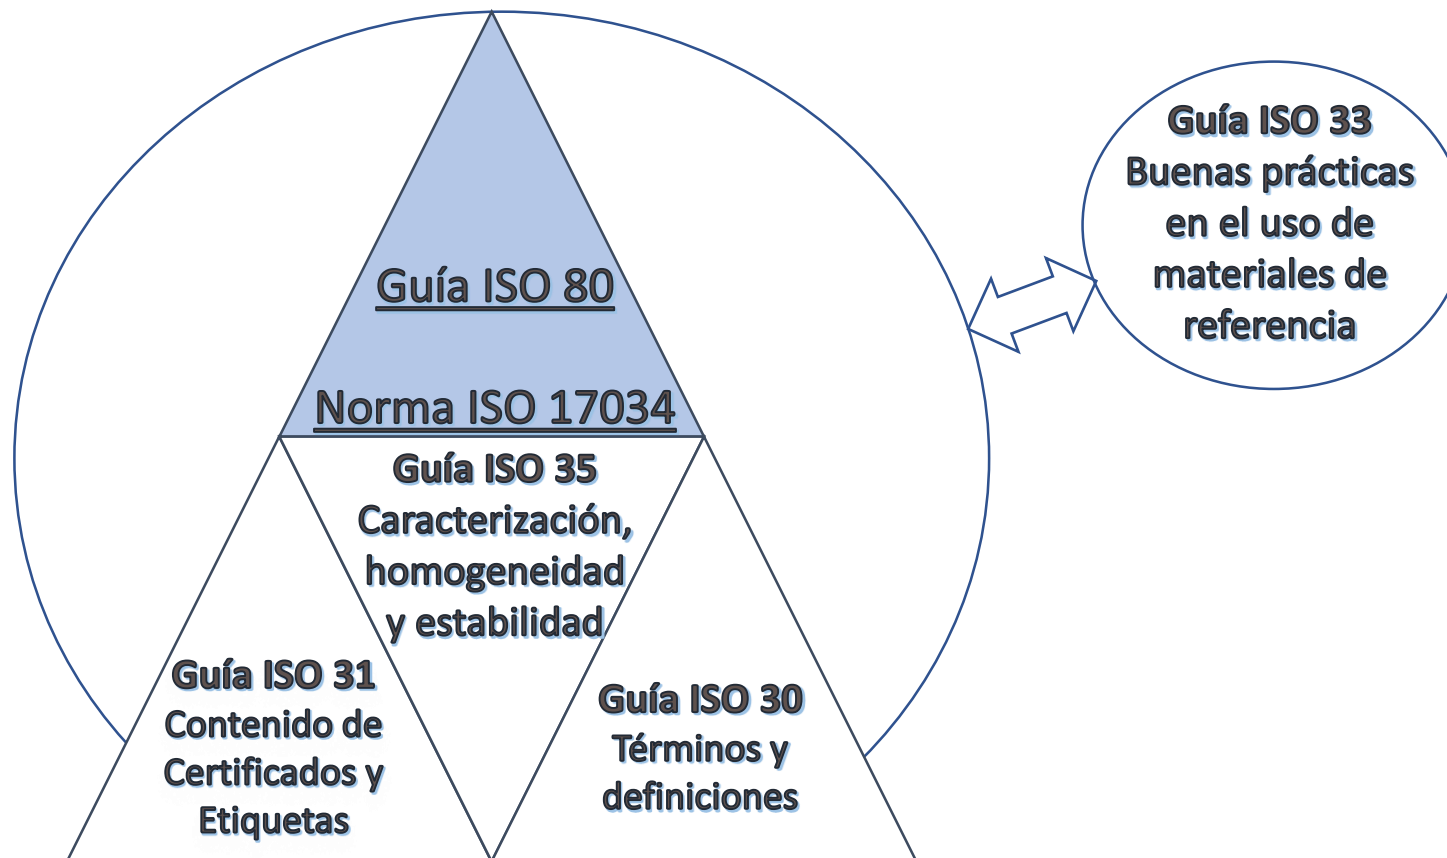 Guía ISO 80
Norma ISO 17034
Guía ISO 35
Caracterización,
homogeneidad
y estabilidad
Guía ISO 31
Contenido de
Certificados y
Etiquetas
Guía ISO 30
Términos y
definiciones
Guía ISO 33
Buenas prácticas
en el uso de
materiales de
referencia